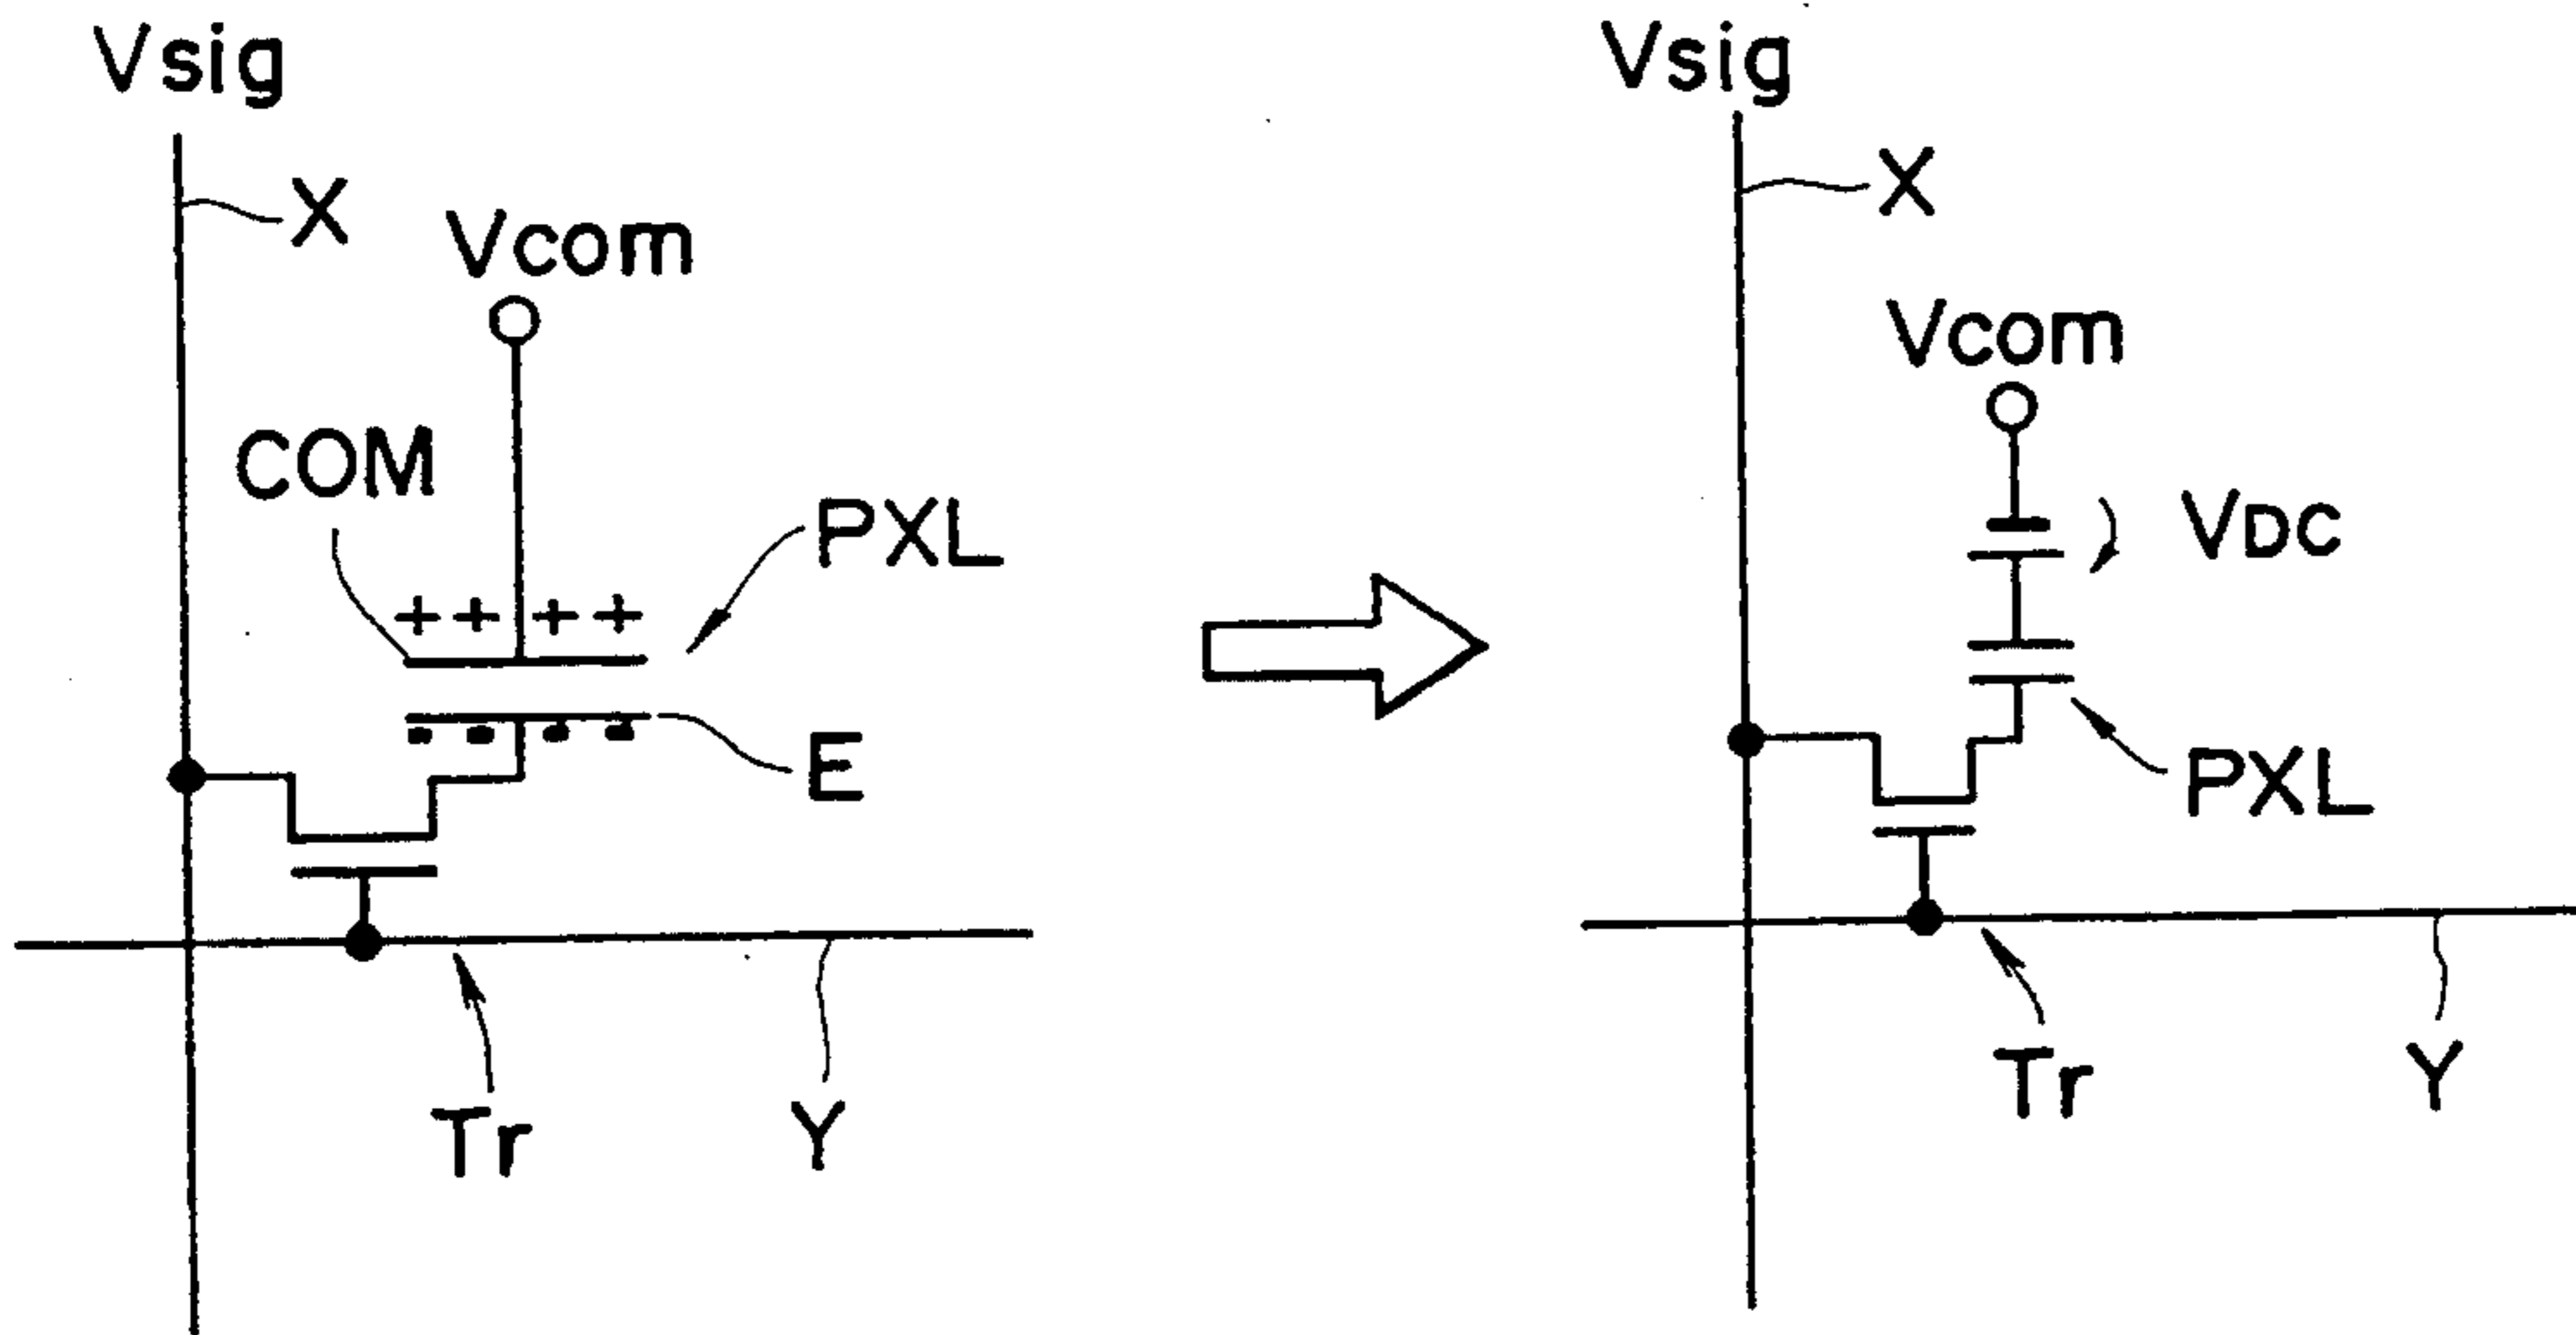 Vsig
X
Vcom
COM
PXL
+ + + +
E
Tr
Y
Vsig
X
Vcom
VDC
PXL
Tr
Y